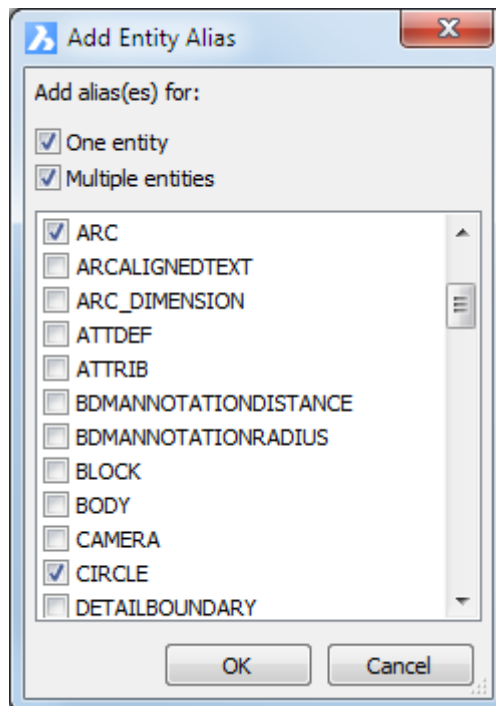 Add Entity Alias
Add alias(es) for:
One entity
Multiple entities
ARC
ARCALIGNEDTEXT
ARC_DIMENSION
ATTDEF
ATTRIB
BDMANNOTATIONDISTANCE
BDMANNOTATIONRADIUS
BLOCK
BODY
CAMERA
CIRCLE
DETAILBOUNDARY
OK Cancel